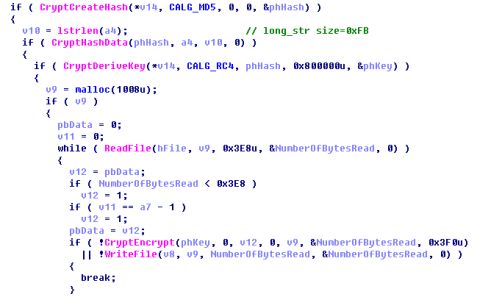 if ( CryptCreateHash(*v14, CALG_MD5, 0, 0, &phHash) )
{
v10 = lstrlen(a4); // long_str size=0xFB
if ( CryptHashData(phHash, a4, v10, 0) )
{
if ( CryptDeriveKey(*v14, CALG_RC4, phHash, 0x800000u, &phKey) )
{
v9 = malloc(1008u);
if ( v9 )
{
pbData = 0;
v11 = 0;
while ( ReadFile(hFile, v9, 0x3E8u, &NumberOfBytesRead, 0) )
{
v12 = pbData;
if ( NumberOfBytesRead < 0x3E8 )
v12 = 1;
if ( v11 == a7 - 1 )
v12 = 1;
pbData = v12;
if ( !CryptEncrypt(phKey, 0, v12, 0, v9, &NumberOfBytesRead, 0x3F0u)
|| !WriteFile(v8, v9, NumberOfBytesRead, &NumberOfBytesRead, 0) )
{
break;
}